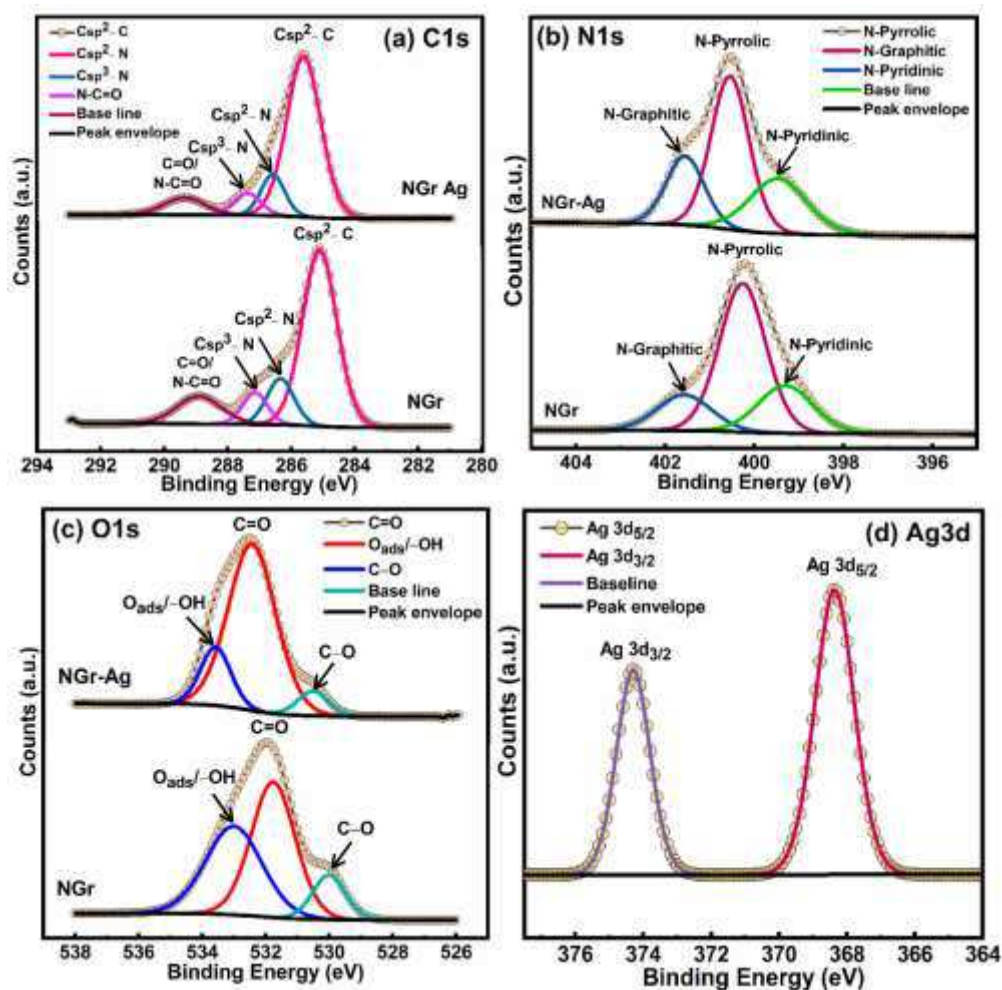 (a) C1s
Csp²- C
Csp²- N
Csp³- N
N-C=O
Base line
Peak envelope
Csp²- C
Csp²- N
Csp³- N
C=O/
N-C=O
NGr Ag
Csp²- C
Csp²- N
Csp³- N
C=O/
N-C=O
NGr
Counts (a.u.)
294 292 290 288 286 284 282 280
Binding Energy (eV)
(b) N1s
N-Pyrrolic
N-Graphitic
N-Pyridinic
Base line
Peak envelope
N-Pyrrolic
N-Graphitic
N-Pyridinic
NGr-Ag
N-Pyrrolic
N-Graphitic
N-Pyridinic
NGr
Counts (a.u.)
404 402 400 398 396
Binding Energy (eV)
(c) O1s
C=O
Oads/–OH
C–O
Base line
Peak envelope
C=O
Oads/–OH
C–O
NGr-Ag
C=O
Oads/–OH
C–O
NGr
Counts (a.u.)
538 536 534 532 530 528 526
Binding Energy (eV)
(d) Ag3d
Ag 3d5/2
Ag 3d3/2
Baseline
Peak envelope
Ag 3d5/2
Ag 3d3/2
Counts (a.u.)
376 374 372 370 368 366 364
Binding Energy (eV)